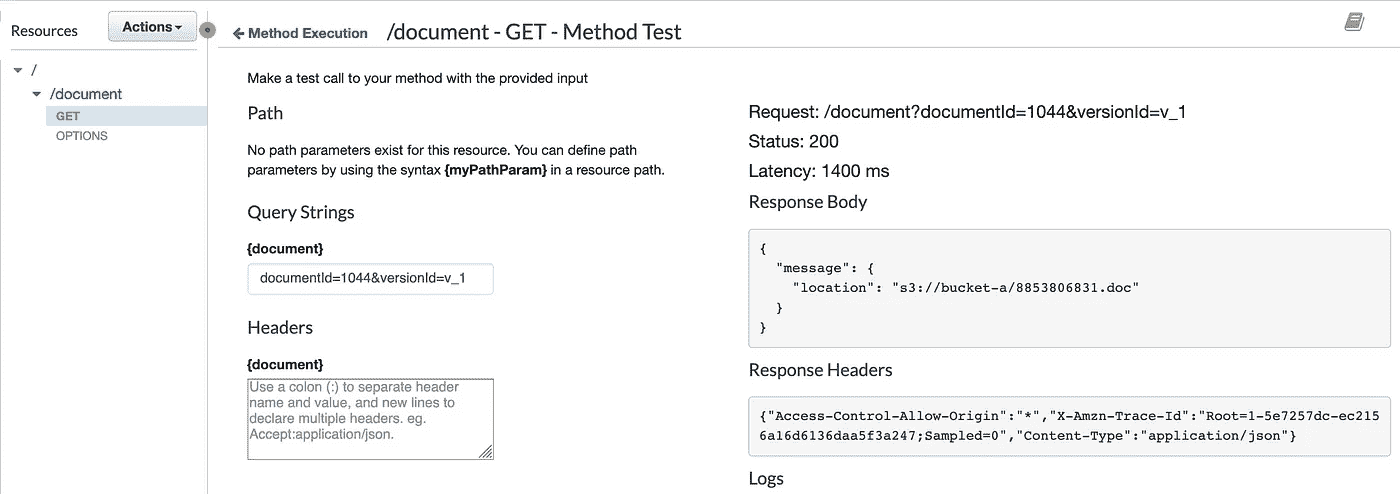 Resources
Actions
/
/document
GET
OPTIONS
Method Execution
/document - GET - Method Test
Make a test call to your method with the provided input
Path
No path parameters exist for this resource. You can define path
parameters by using the syntax {myPathParam} in a resource path.
Query Strings
{document}
documentId=1044&versionId=v_1
Headers
{document}
Use a colon (:) to separate header
name and value, and new lines to
declare multiple headers. eg.
Accept:application/json.
Request: /document?documentId=1044&versionId=v_1
Status: 200
Latency: 1400 ms
Response Body
{
"message": {
"location": "s3://bucket-a/8853806831.doc"
}
}
Response Headers
{"Access-Control-Allow-Origin":"*","X-Amzn-Trace-Id":"Root=1-5e7257dc-ec215
6a16d6136daa5f3a247;Sampled=0","Content-Type":"application/json"}
Logs